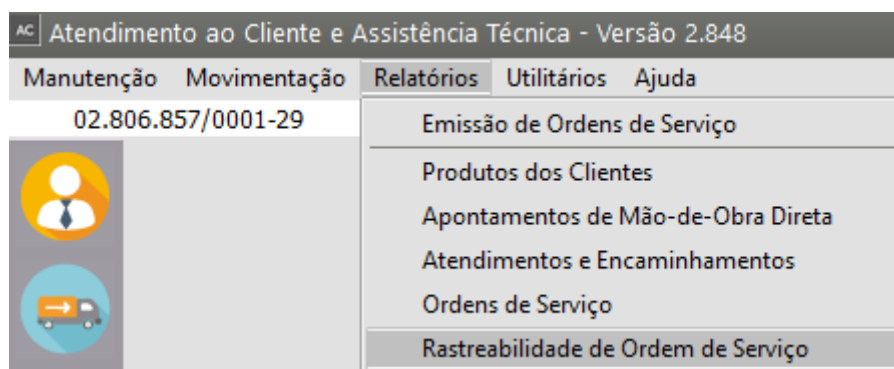 AC Atendimento ao Cliente e Assistência Técnica - Versão 2.848
Manutenção Movimentação Relatórios Utilitários Ajuda
02.806.857/0001-29
Emissão de Ordens de Serviço
Produtos dos Clientes
Apontamentos de Mão-de-Obra Direta
Atendimentos e Encaminhamentos
Ordens de Serviço
Rastreabilidade de Ordem de Serviço